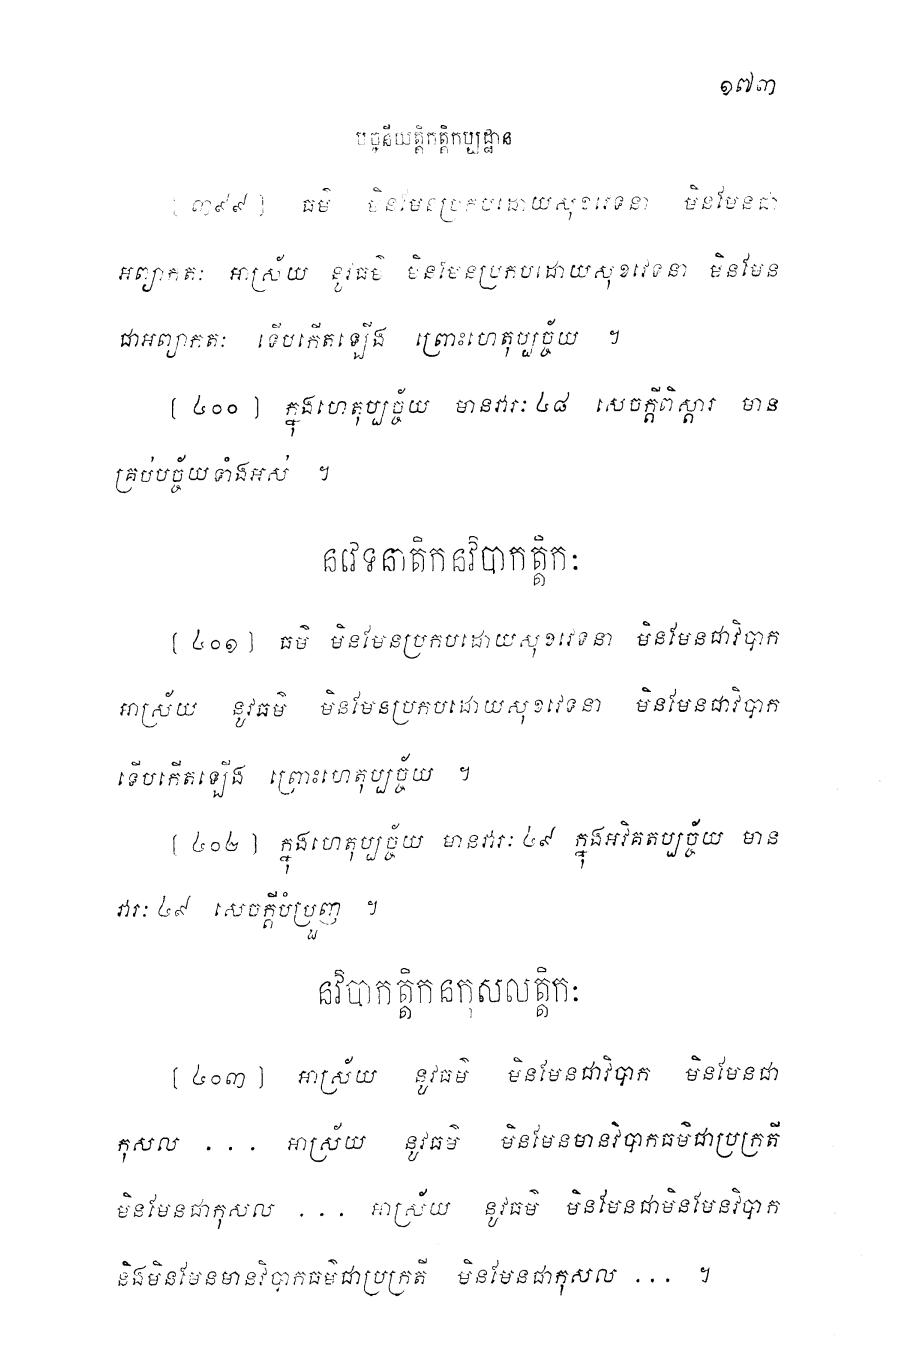 ១៧៣
បច្ចនីយត្តិកត្តិកប្បដ្ឋាន
[៣៩៩] ធម៌ មិនមែនប្រកបដោយសុខវេទនា មិនមែនជា
អព្យាកតៈ អាស្រ័យ នូវធម៌ មិនមែនប្រកបដោយសុខវេទនា មិនមែន
ជាអព្យាកតៈ ទើបកើតឡើង ព្រោះហេតុប្បច្ច័យ ។
[៤០០] ក្នុងហេតុប្បច្ច័យ មានវារៈ ៤៨ សេចក្តីពិស្តារ មាន
គ្រប់បច្ច័យទាំងអស់ ។
នវេទនាតិកនវិបាកត្តិកៈ
[៤០១] ធម៌ មិនមែនប្រកបដោយសុខវេទនា មិនមែនជាវិបាក
អាស្រ័យ នូវធម៌ មិនមែនប្រកបដោយសុខវេទនា មិនមែនជាវិបាក
ទើបកើតឡើង ព្រោះហេតុប្បច្ច័យ ។
[៤០២] ក្នុងហេតុប្បច្ច័យ មានវារៈ ៤៩ ក្នុងអវិគតប្បច្ច័យ មាន
វារៈ ៤៩ សេចក្តីបំប្រួញ ។
នវិបាកត្តិកនកុសលត្តិកៈ
[៤០៣] អាស្រ័យ នូវធម៌ មិនមែនជាវិបាក មិនមែនជា
កុសល ... អាស្រ័យ នូវធម៌ មិនមែនមានវិបាកធម៌ជាប្រក្រតី
មិនមែនជាកុសល ... អាស្រ័យ នូវធម៌ មិនមែនជាមិនមែនវិបាក
និងមិនមែនមានវិបាកធម៌ជាប្រក្រតី មិនមែនជាកុសល ... ។